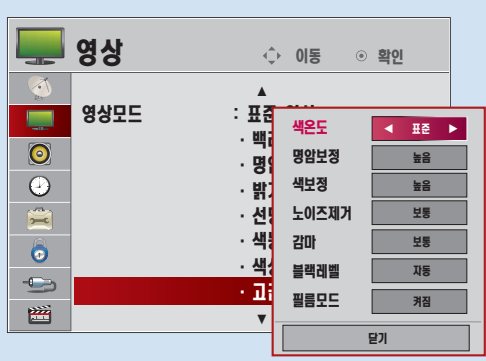 영상
이동
확인
영상모드 : 표준
색온도 ◀ 표준 ▶
명암보정 높음
색보정 높음
노이즈제거 보통
감마 보통
블랙레벨 자동
필름모드 켜짐
닫기